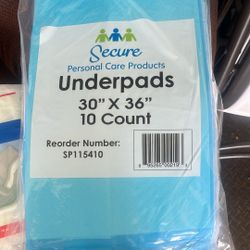 Secure
Personal Care Products
Underpads
30" X 36"
10 Count
Reorder Number:
SP115410